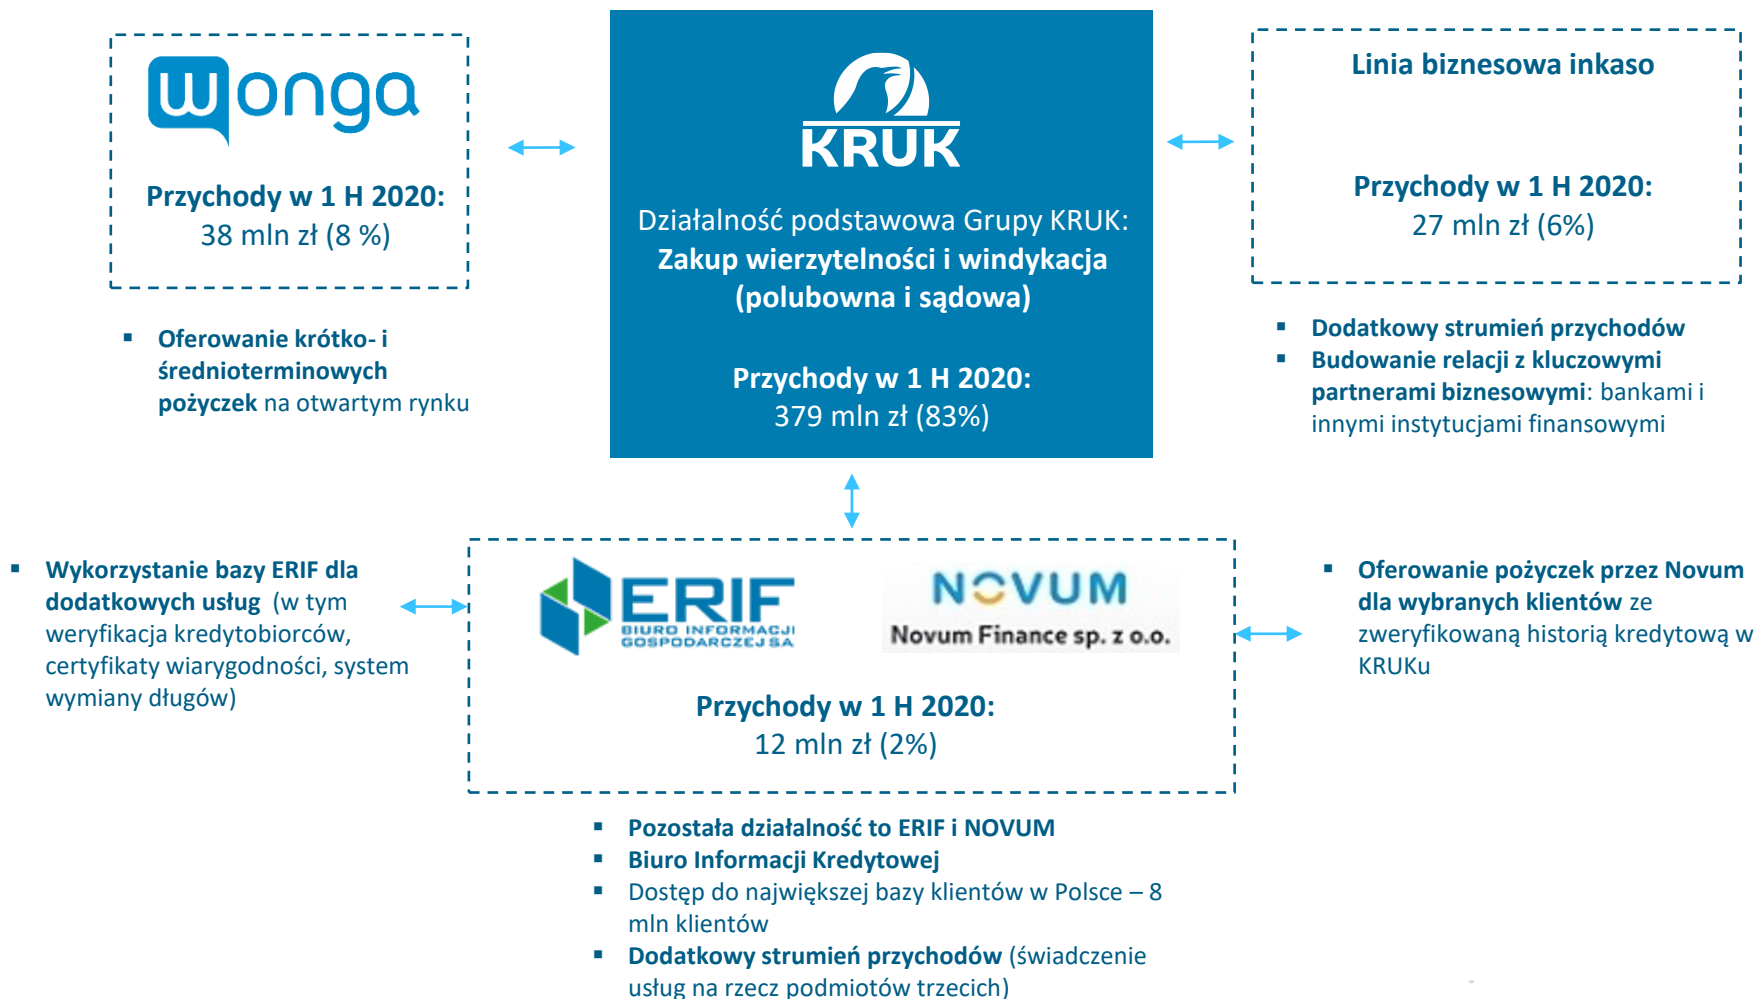 wonga
Przychody w 1 H 2020:
38 mln zł (8 %)
▪ Oferowanie krótko- i
średnioterminowych
pożyczek na otwartym rynku
KRUK
Działalność podstawowa Grupy KRUK:
Zakup wierzytelności i windykacja
(polubowna i sądowa)
Przychody w 1 H 2020:
379 mln zł (83%)
Linia biznesowa inkaso
Przychody w 1 H 2020:
27 mln zł (6%)
▪ Dodatkowy strumień przychodów
▪ Budowanie relacji z kluczowymi
partnerami biznesowymi: bankami i
innymi instytucjami finansowymi
▪ Wykorzystanie bazy ERIF dla
dodatkowych usług (w tym
weryfikacja kredytobiorców,
certyfikaty wiarygodności, system
wymiany długów)
ERIF
BIURO INFORMACJI
GOSPODARCZEJ SA
NOVUM
Novum Finance sp. z o.o.
Przychody w 1 H 2020:
12 mln zł (2%)
▪ Oferowanie pożyczek przez Novum
dla wybranych klientów ze
zweryfikowaną historią kredytową w
KRUKu
▪ Pozostała działalność to ERIF i NOVUM
▪ Biuro Informacji Kredytowej
▪ Dostęp do największej bazy klientów w Polsce – 8
mln klientów
▪ Dodatkowy strumień przychodów (świadczenie
usług na rzecz podmiotów trzecich)